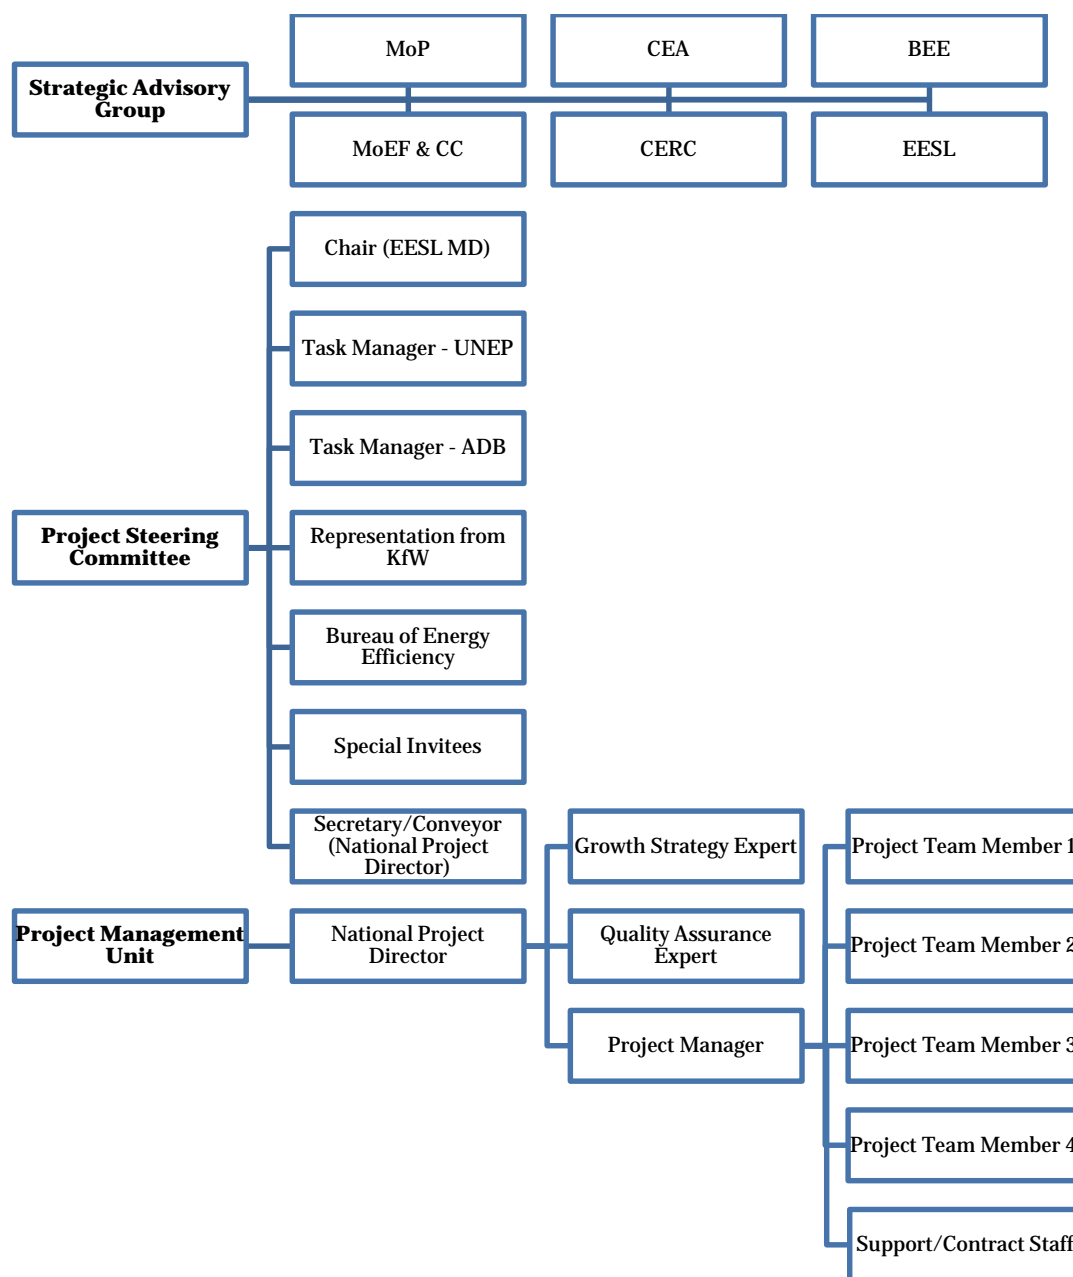 MoP
CEA
BEE
Strategic Advisory
Group
MoEF & CC
CERC
EESL
Chair (EESL MD)
Task Manager - UNEP
Task Manager - ADB
Project Steering
Committee
Representation from
KfW
Bureau of Energy
Efficiency
Special Invitees
Secretary/Conveyor
(National Project
Director)
Growth Strategy Expert
Project Team Member 1
Project Management
Unit
National Project
Director
Quality Assurance
Expert
Project Team Member 2
Project Manager
Project Team Member 3
Project Team Member 4
Support/Contract Staff